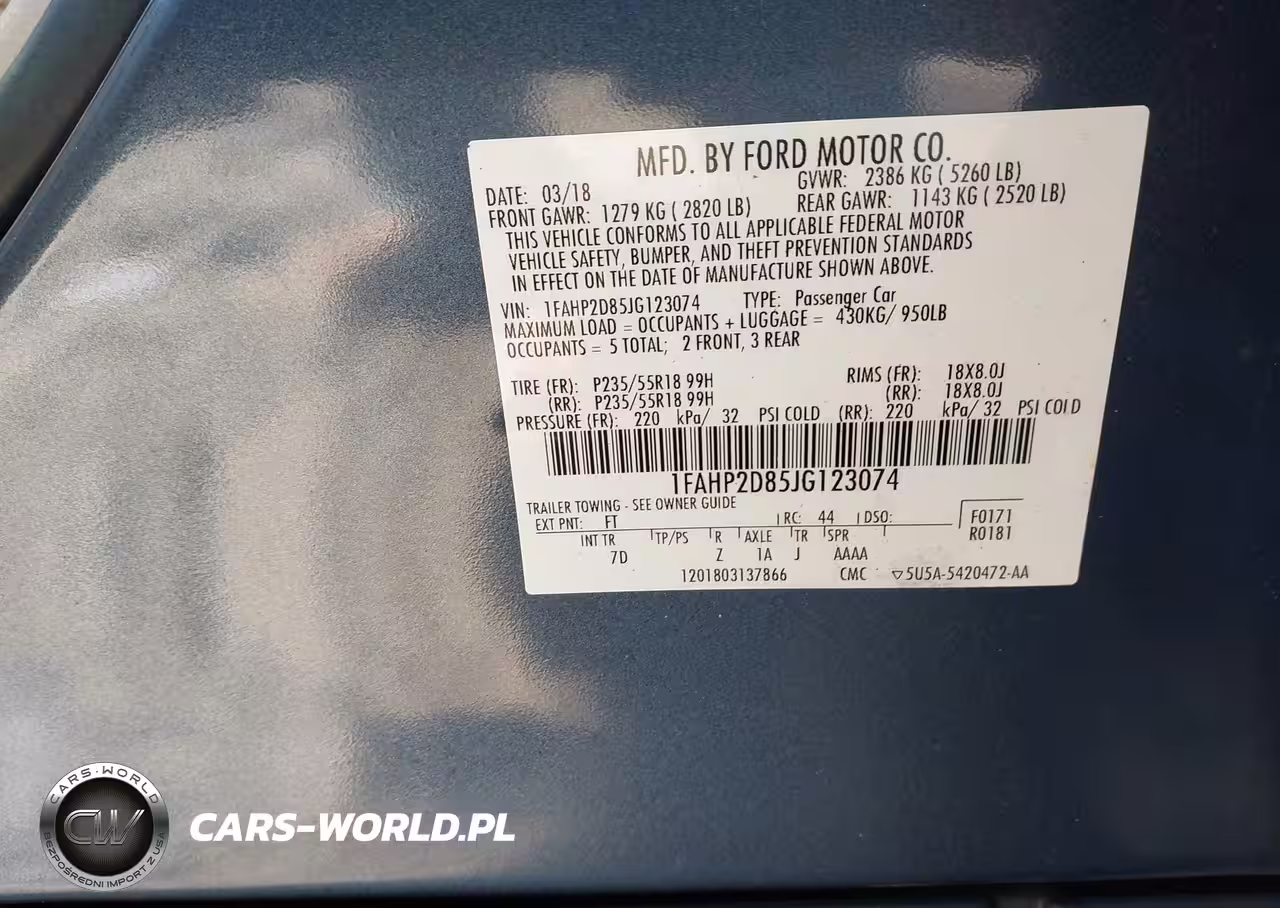 MFD. BY FORD MOTOR CO.
DATE: 03/18 GVWR: 2386 KG ( 5260 LB)
FRONT GAWR: 1279 KG ( 2820 LB) REAR GAWR: 1143 KG ( 2520 LB)
THIS VEHICLE CONFORMS TO ALL APPLICABLE FEDERAL MOTOR
VEHICLE SAFETY, BUMPER, AND THEFT PREVENTION STANDARDS
IN EFFECT ON THE DATE OF MANUFACTURE SHOWN ABOVE.
VIN: 1FAHP2D85JG123074 TYPE: Passenger Car
MAXIMUM LOAD = OCCUPANTS + LUGGAGE = 430KG/ 950LB
OCCUPANTS = 5 TOTAL; 2 FRONT, 3 REAR
TIRE (FR): P235/55R18 99H RIMS (FR): 18X8.0J
(RR): P235/55R18 99H (RR): 18X8.0J
PRESSURE (FR): 220 kPa/ 32 PSI COLD (RR): 220 kPa/ 32 PSI COLD
1FAHP2D85JG123074
TRAILER TOWING - SEE OWNER GUIDE
EXT PNT: FT RC: 44 DSO: F0171
INT TR TP/PS R AXLE TR SPR R0181
7D Z 1A J AAAA
1201803137866 CMC ▽5U5A-5420472-AA
CARS-WORLD
CW
BEZPOŚREDNI IMPORT Z USA
CARS-WORLD.PL